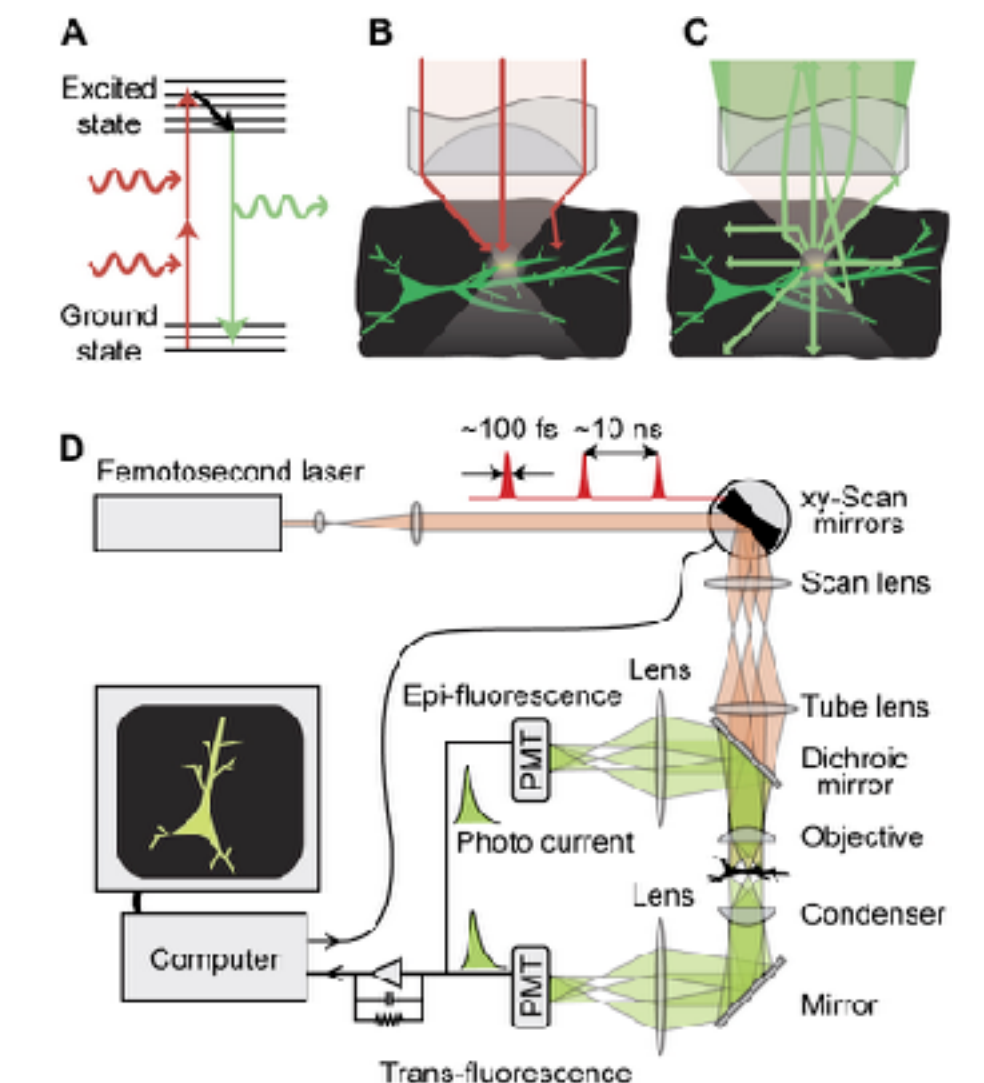 A
B
C
Excited
state
Ground
state
D
~100 fs
~10 ns
Femotosecond laser
xy-Scan
mirrors
Scan lens
Lens
Epi-fluorescence
Tube lens
PMT
Dichroic
mirror
Photo current
Objective
Lens
Condenser
Computer
PMT
Mirror
Trans-fluorescence